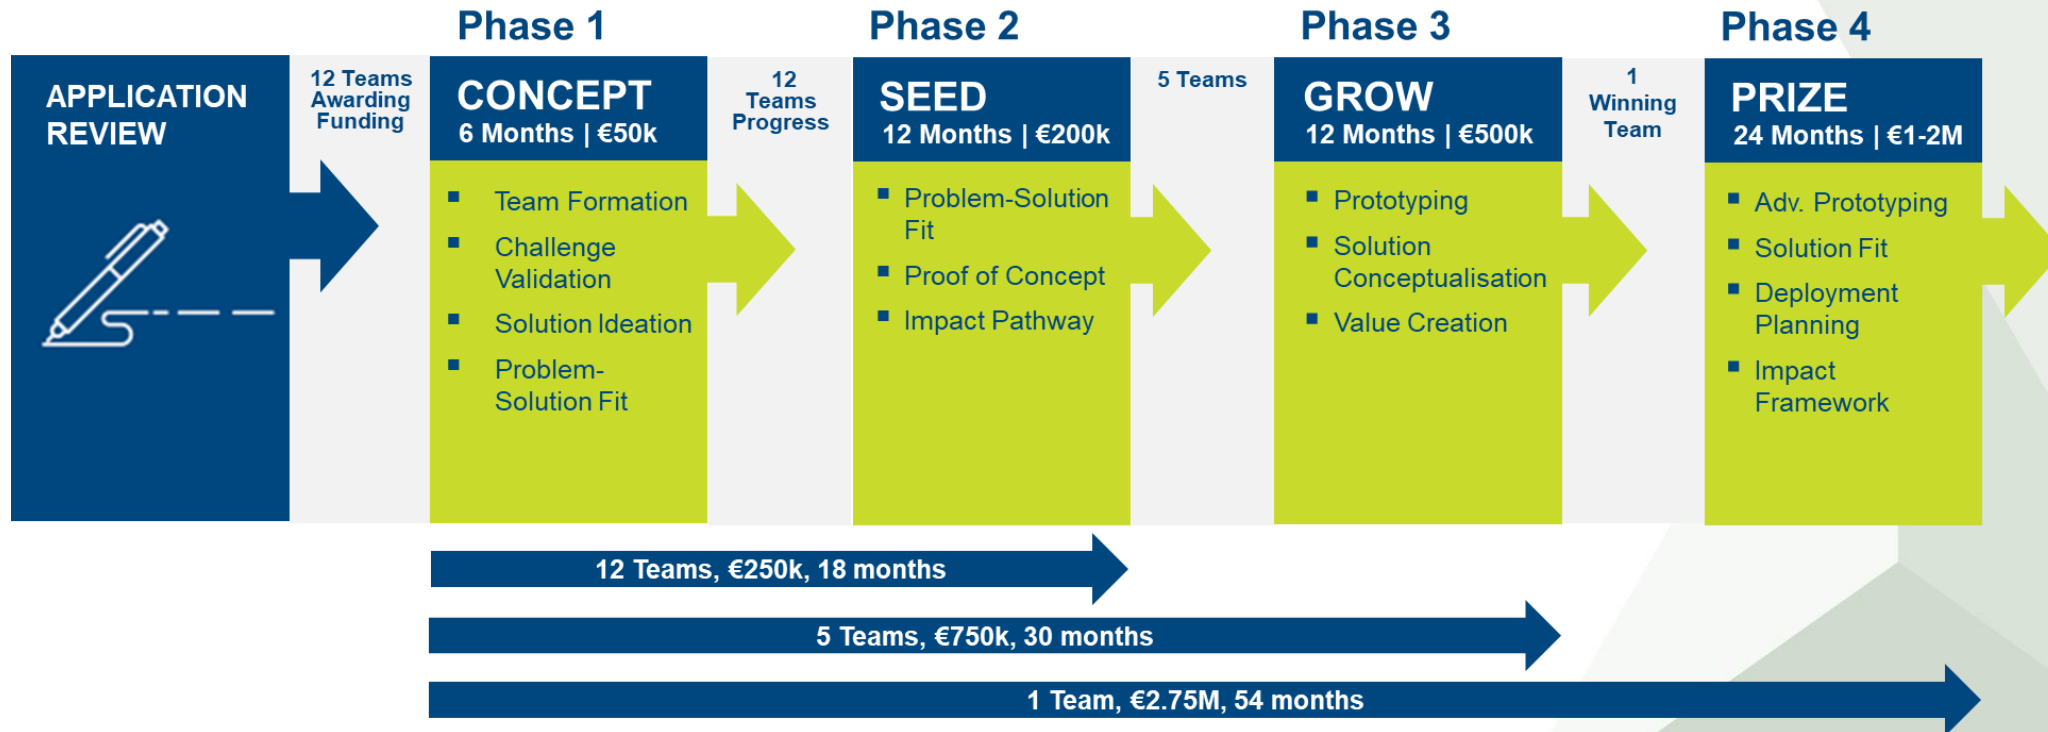 Phase 1
Phase 2
Phase 3
Phase 4
APPLICATION
REVIEW
12 Teams
Awarding
Funding
CONCEPT
6 Months | €50k
▪ Team Formation
▪ Challenge
Validation
▪ Solution Ideation
▪ Problem-
Solution Fit
12
Teams
Progress
SEED
12 Months | €200k
▪ Problem-Solution
Fit
▪ Proof of Concept
▪ Impact Pathway
5 Teams
GROW
12 Months | €500k
▪ Prototyping
▪ Solution
Conceptualisation
▪ Value Creation
1
Winning
Team
PRIZE
24 Months | €1-2M
▪ Adv. Prototyping
▪ Solution Fit
▪ Deployment
Planning
▪ Impact
Framework
12 Teams, €250k, 18 months
5 Teams, €750k, 30 months
1 Team, €2.75M, 54 months